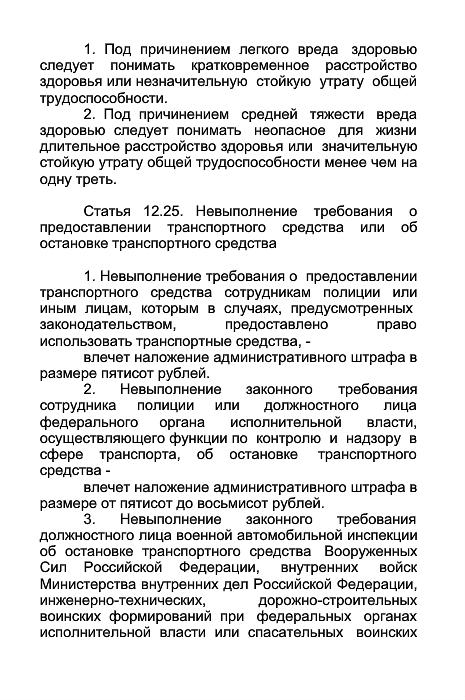 1. Под причинением легкого вреда здоровью
следует понимать кратковременное расстройство
здоровья или незначительную стойкую утрату общей
трудоспособности.
2. Под причинением средней тяжести вреда
здоровью следует понимать неопасное для жизни
длительное расстройство здоровья или значительную
стойкую утрату общей трудоспособности менее чем на
одну треть.
Статья 12.25. Невыполнение требования о
предоставлении транспортного средства или об
остановке транспортного средства
1. Невыполнение требования о предоставлении
транспортного средства сотрудникам полиции или
иным лицам, которым в случаях, предусмотренных
законодательством, предоставлено право
использовать транспортные средства, -
влечет наложение административного штрафа в
размере пятисот рублей.
2. Невыполнение законного требования
сотрудника полиции или должностного лица
федерального органа исполнительной власти,
осуществляющего функции по контролю и надзору в
сфере транспорта, об остановке транспортного
средства -
влечет наложение административного штрафа в
размере от пятисот до восьмисот рублей.
3. Невыполнение законного требования
должностного лица военной автомобильной инспекции
об остановке транспортного средства Вооруженных
Сил Российской Федерации, внутренних войск
Министерства внутренних дел Российской Федерации,
инженерно-технических, дорожно-строительных
воинских формирований при федеральных органах
исполнительной власти или спасательных воинских